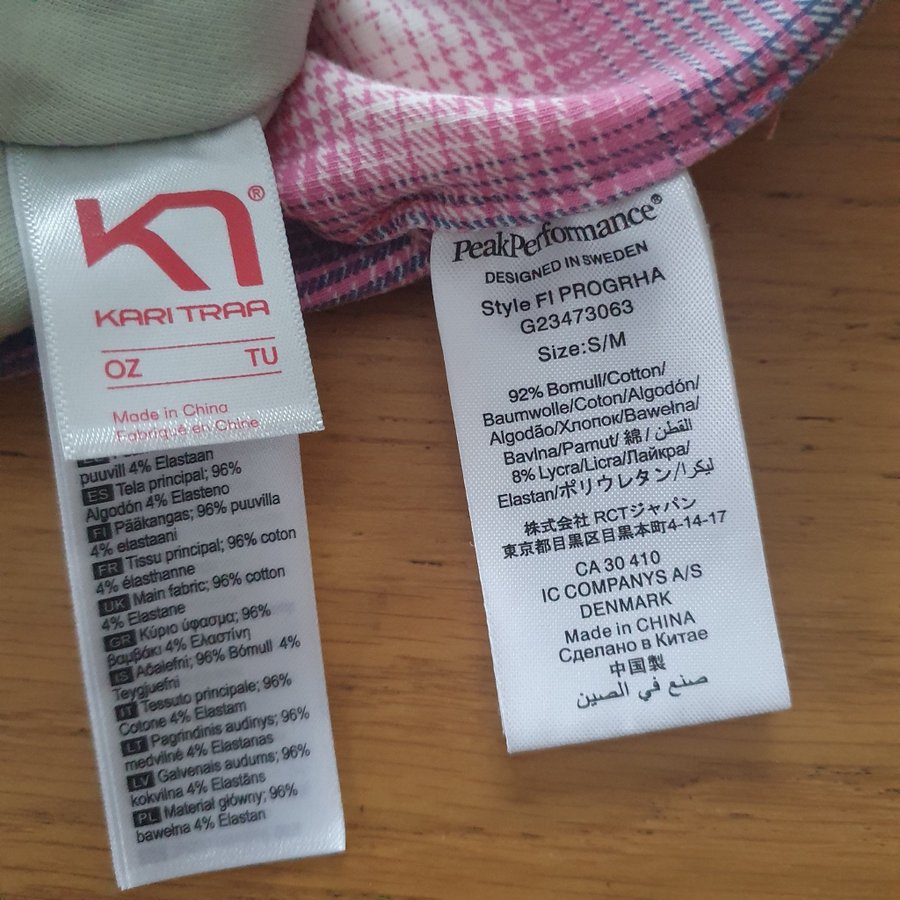 K1®
KARI TRAA
OZ TU
Made in China
Fabriqué en Chine
puuvill 4% Elastaan
ES Tela principal; 96%
Algodón 4% Elasteno
FI Pääkangas; 96% puuvilla
4% elastaani
FR Tissu principal; 96% coton
4% élasthanne
UK Main fabric; 96% cotton
4% Elastane
GR Κύριο ύφασμα; 96%
βαμβάκι 4% Ελαστίνη
IS Aðalefni; 96% Bómull 4%
Teygjuefni
IT Tessuto principale; 96%
Cotone 4% Elastam
LT Pagrindinis audinys; 96%
medvilnė 4% Elastanas
LV Galvenais audums; 96%
kokvilna 4% Elastāns
PL Materiał główny; 96%
bawełna 4% Elastan
PeakPerformance®
DESIGNED IN SWEDEN
Style FI PROGRHA
G23473063
Size:S/M
92% Bomull/Cotton/
Baumwolle/Coton/Algodón/
Algodão/Хлопок/Bawełna/
Bavlna/Pamut/ 綿/ القطن/
8% Lycra/Licra/Лайкра/
Elastan/ポリウレタン/ليكرا/
株式会社 RCTジャパン
東京都目黒区目黒本町4-14-17
CA 30 410
IC COMPANYS A/S
DENMARK
Made in CHINA
Сделано в Китае
中国製
صنع في الصين